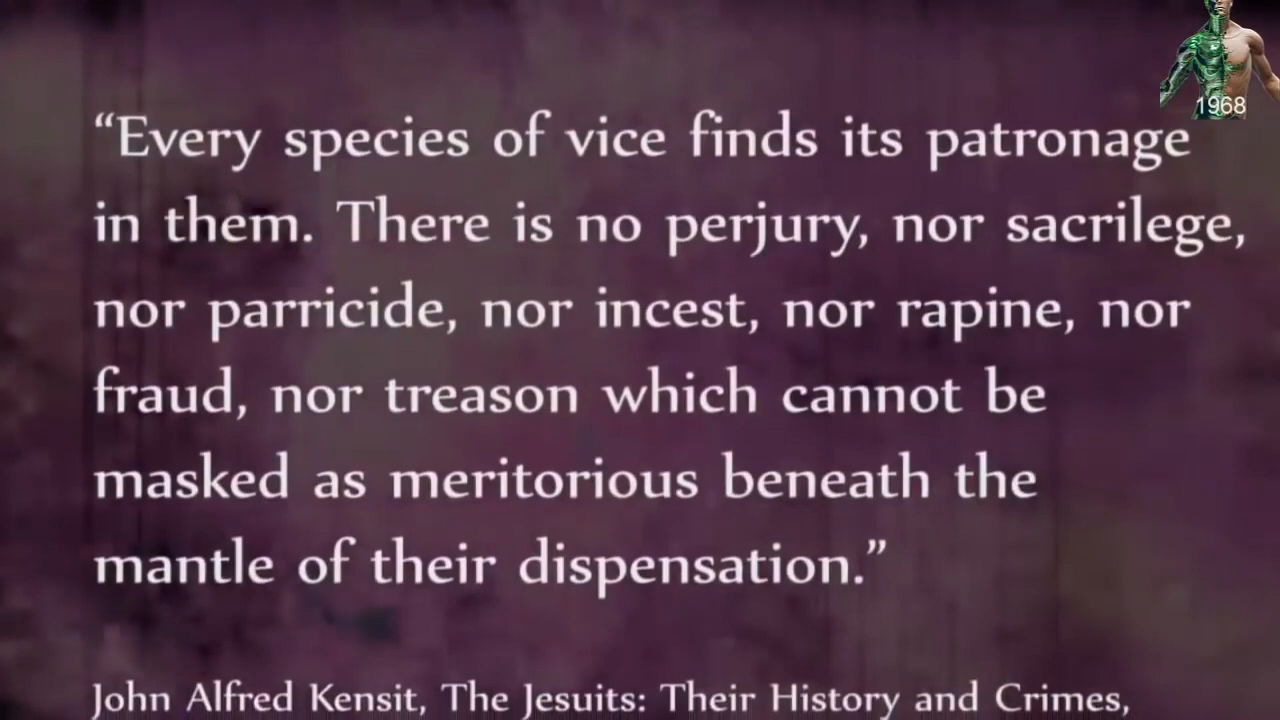 1968
“Every species of vice finds its patronage
in them. There is no perjury, nor sacrilege,
nor parricide, nor incest, nor rapine, nor
fraud, nor treason which cannot be
masked as meritorious beneath the
mantle of their dispensation.”
John Alfred Kensit, The Jesuits: Their History and Crimes,